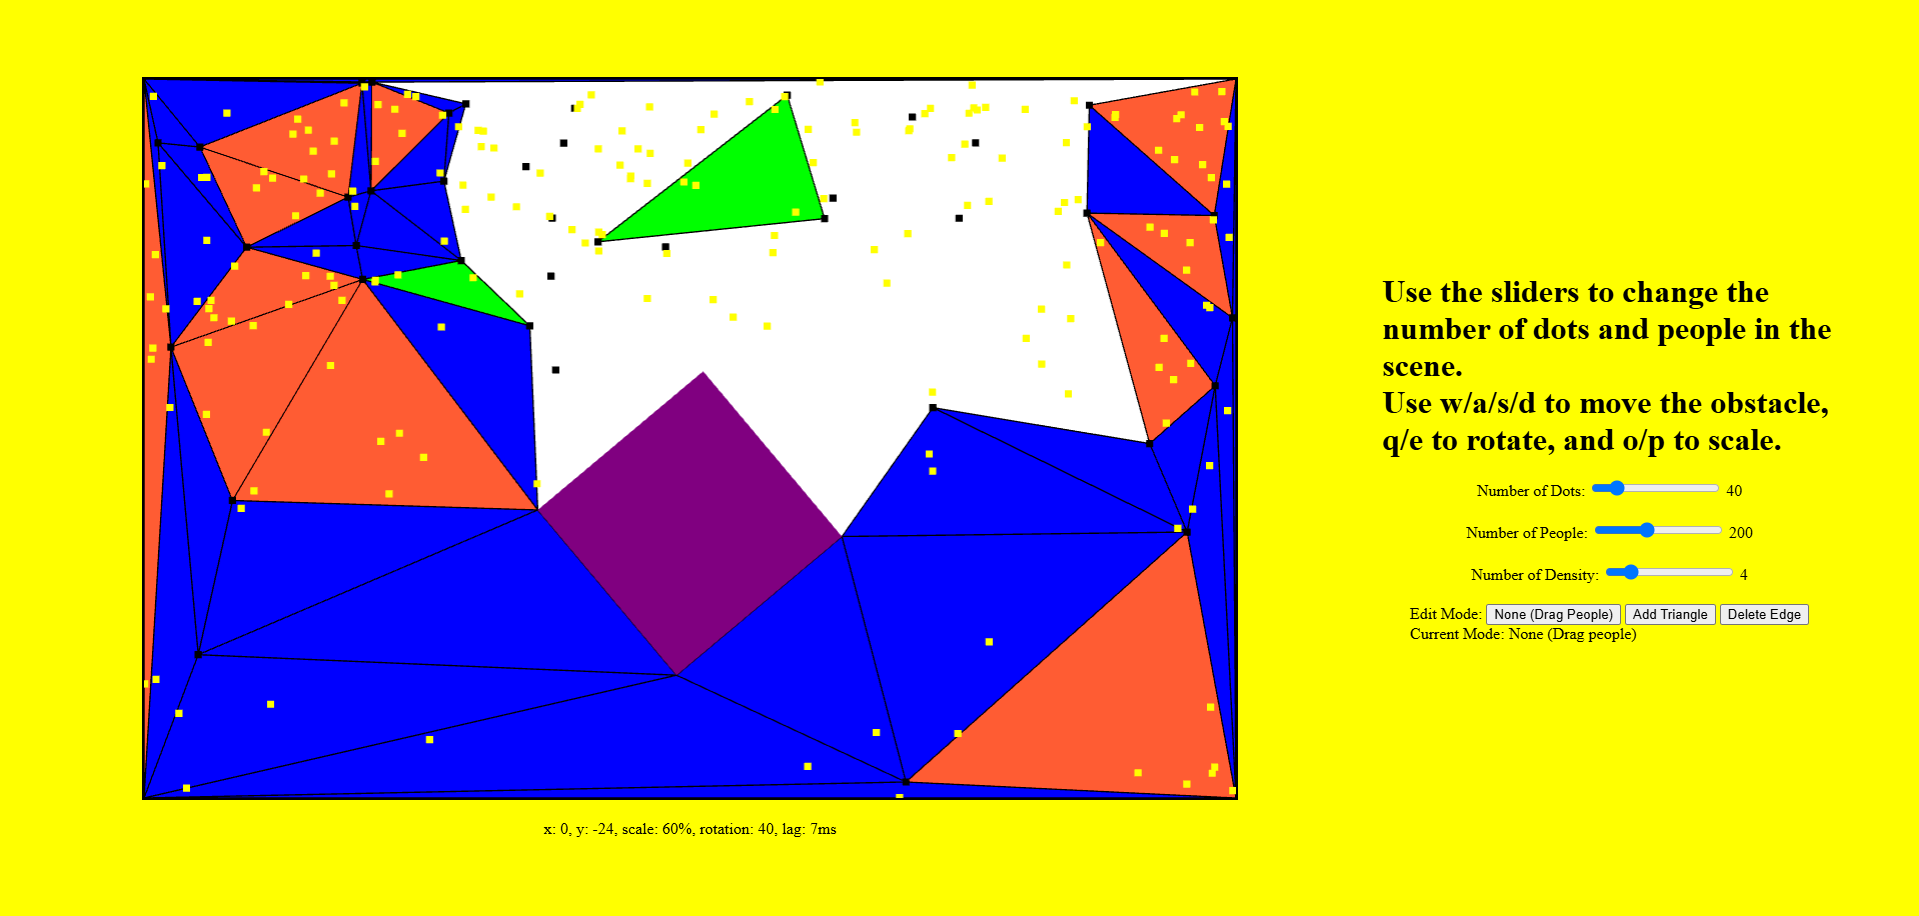 Use the sliders to change the
number of dots and people in the
scene.
Use w/a/s/d to move the obstacle,
q/e to rotate, and o/p to scale.
Number of Dots: 40
Number of People: 200
Number of Density: 4
Edit Mode: None (Drag People) Add Triangle Delete Edge
Current Mode: None (Drag people)
x: 0, y: -24, scale: 60%, rotation: 40, lag: 7ms